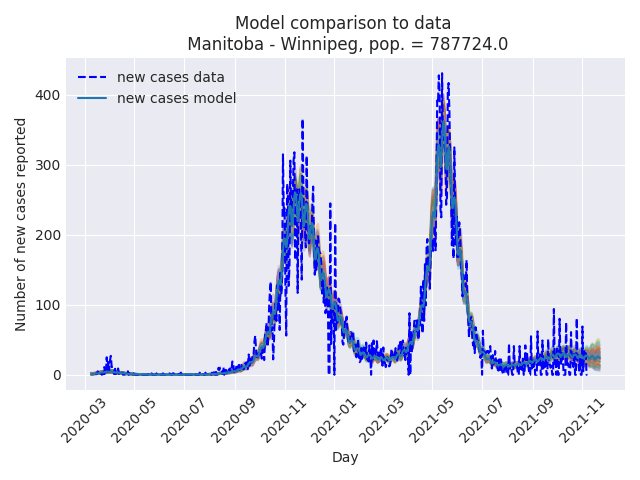 Model comparison to data
Manitoba - Winnipeg, pop. = 787724.0
new cases data
new cases model
Number of new cases reported
400
300
200
100
0
2020-03
2020-05
2020-07
2020-09
2020-11
2021-01
2021-03
2021-05
2021-07
2021-09
2021-11
Day